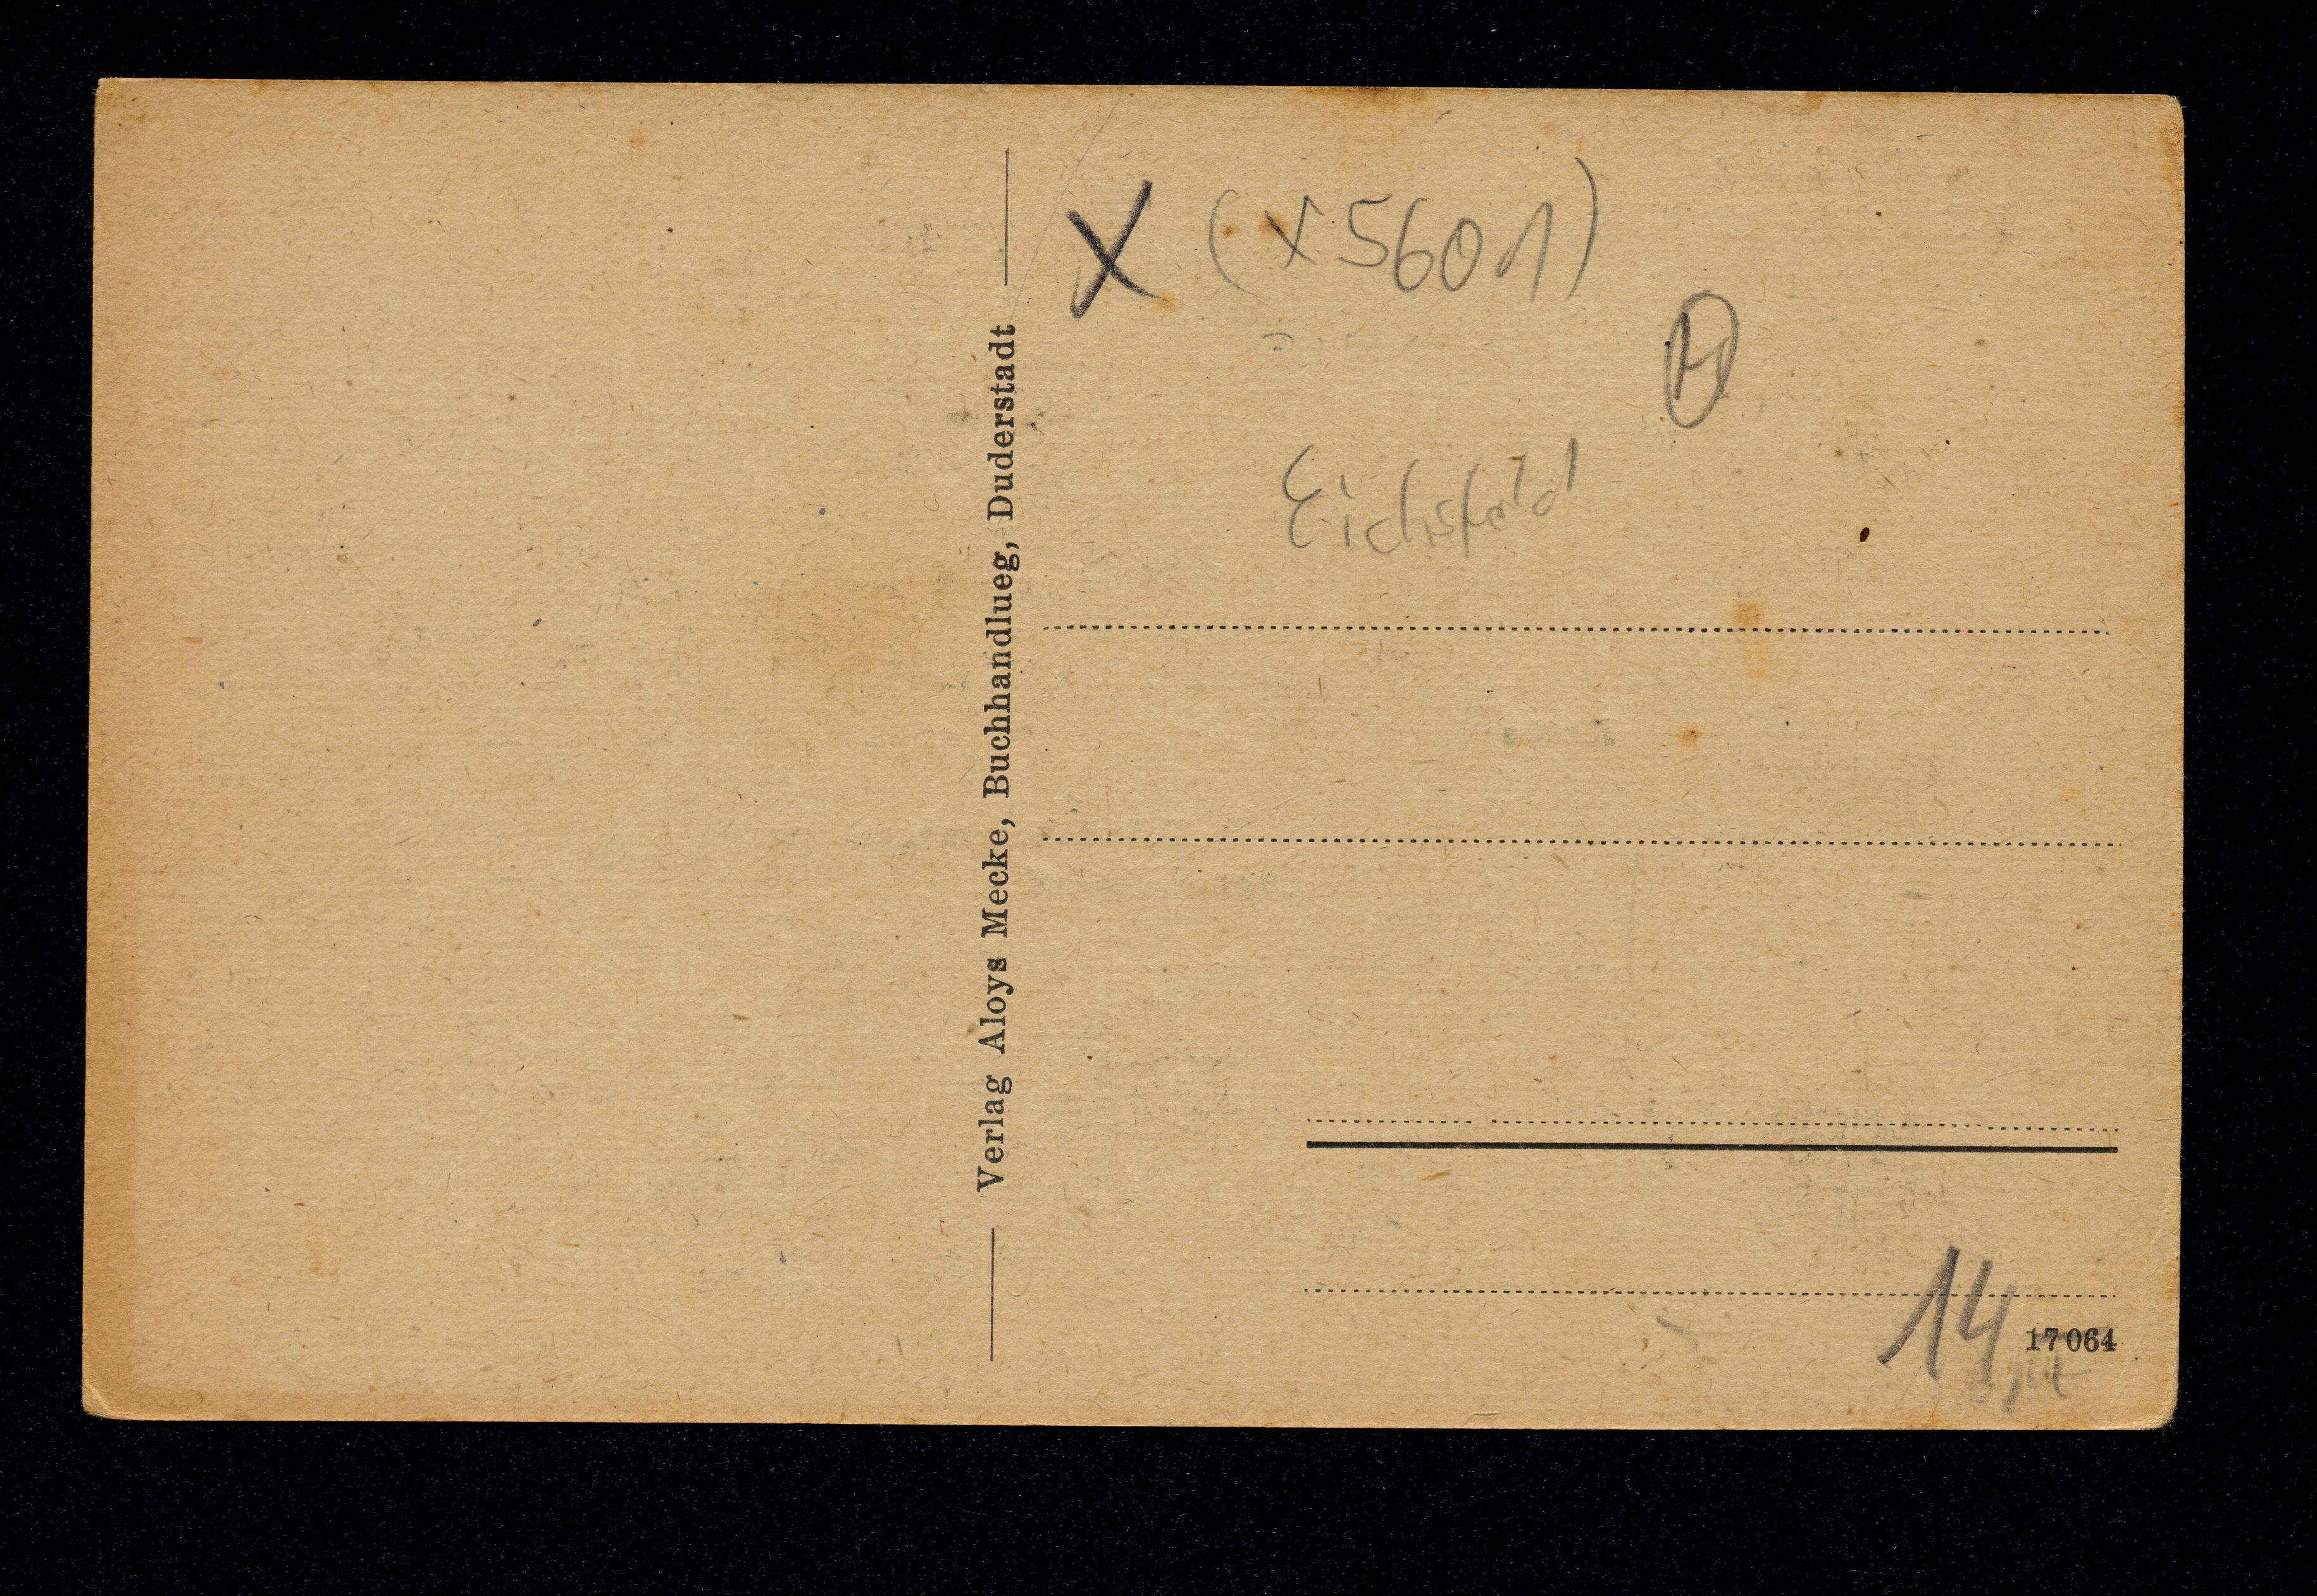 Verlag Aloys Mecke, Buchhandlueg, Duderstadt
X (X 5601)
H
Eichsfeld
14
17064